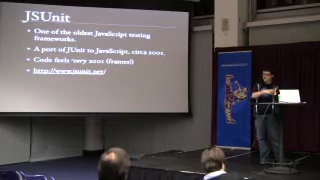 JSUnit
• One of the oldest JavaScript testing
frameworks.
• A port of JUnit to JavaScript, circa 2001.
• Code feels very 2001 (frames!)
• http://www.jsunit.net/